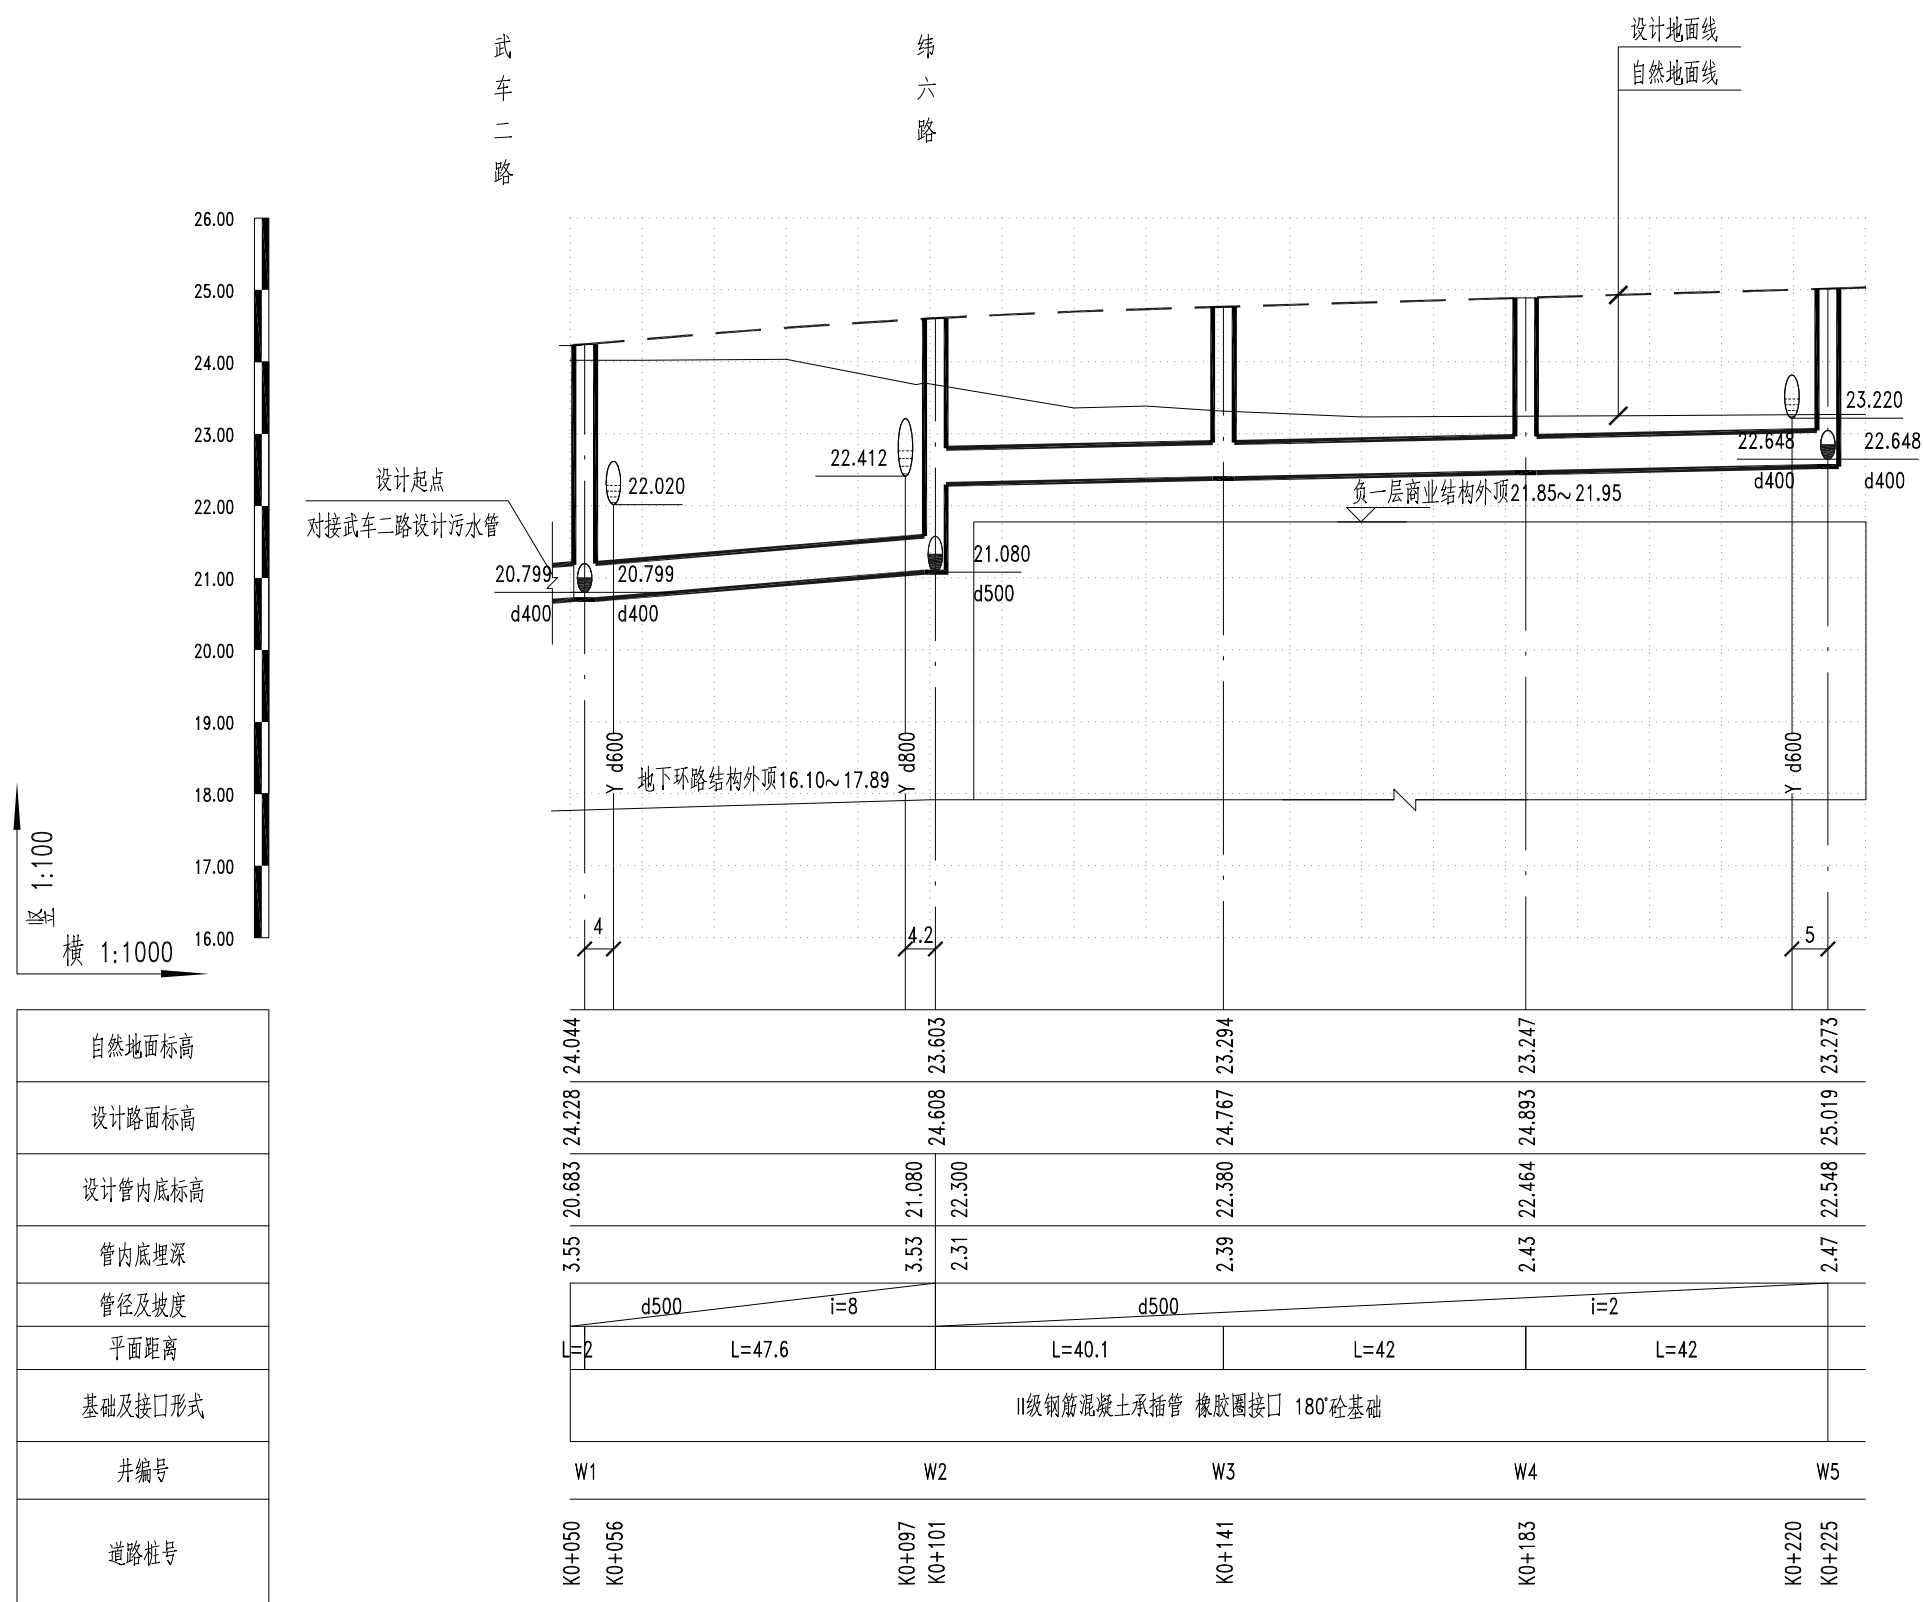 武车二路
纬六路
设计地面线
自然地面线
26.00
25.00
24.00
23.00
22.00
21.00
20.00
19.00
18.00
17.00
16.00
竖 1:100
横 1:1000
设计起点
对接武车二路设计污水管
20.799
d400
20.799
d400
22.020
Y d600
22.412
Y d800
21.080
d500
地下环路结构外顶16.10~17.89
负一层商业结构外顶21.85~21.95
23.220
Y d600
22.648
d400
22.648
d400
4
4.2
5
自然地面标高 24.044 23.603 23.294 23.247 23.273
设计路面标高 24.228 24.608 24.767 24.893 25.019
设计管内底标高 20.683 21.080 22.300 22.380 22.464 22.548
管内底埋深 3.55 3.53 2.31 2.39 2.43 2.47
管径及坡度 d500 i=8 d500 i=2
平面距离 L=2 L=47.6 L=40.1 L=42 L=42
基础及接口形式 II级钢筋混凝土承插管 橡胶圈接口 180°砼基础
井编号 W1 W2 W3 W4 W5
道路桩号 K0+050 K0+056 K0+097 K0+101 K0+141 K0+183 K0+220 K0+225